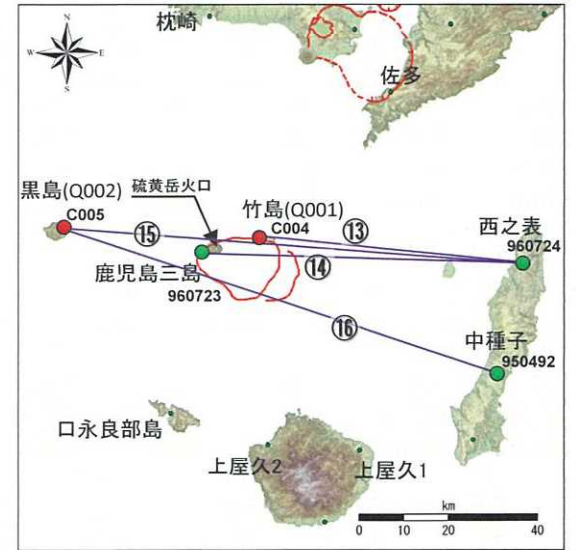 枕崎
N
W
E
S
佐多
黒島(Q002)
硫黄岳火口
C005
竹島(Q001)
C004
⑬
西之表
960724
⑮
⑭
鹿児島三島
960723
⑯
中種子
950492
口永良部島
上屋久2
上屋久1
km
0 10 20 40